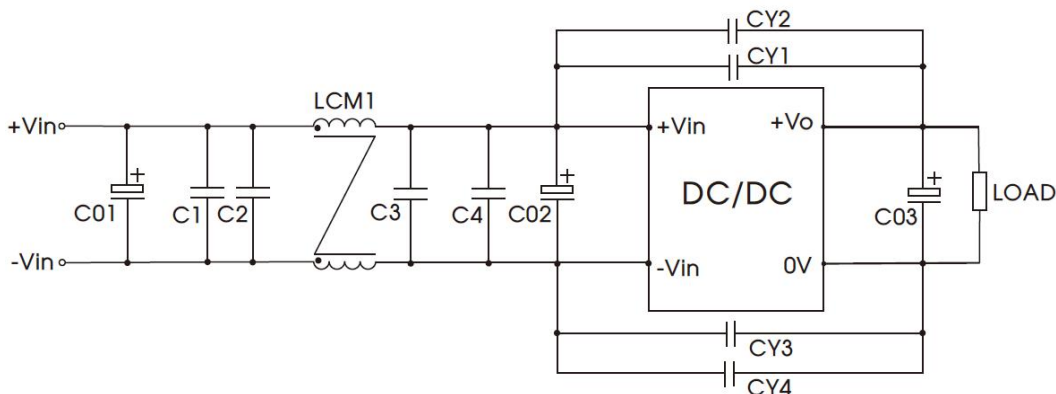 CY2
CY1
LCM1
+Vin
+Vin
+Vo
+
+
+
DC/DC
C01
C1
C2
C3
C4
C02
C03
LOAD
-Vin
-Vin
0V
CY3
CY4